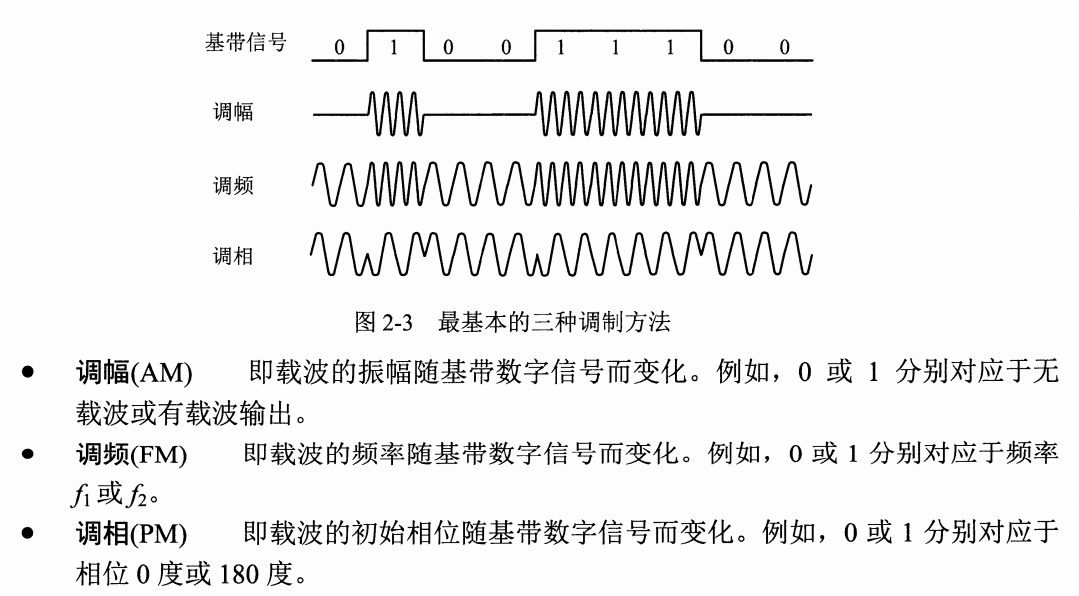 基带信号 0 1 0 0 1 1 1 0 0
调幅
调频
调相
图 2-3 最基本的三种调制方法
● 调幅(AM) 即载波的振幅随基带数字信号而变化。例如，0 或 1 分别对应于无
载波或有载波输出。
● 调频(FM) 即载波的频率随基带数字信号而变化。例如，0 或 1 分别对应于频率
f1 或 f2。
● 调相(PM) 即载波的初始相位随基带数字信号而变化。例如，0 或 1 分别对应于
相位 0 度或 180 度。